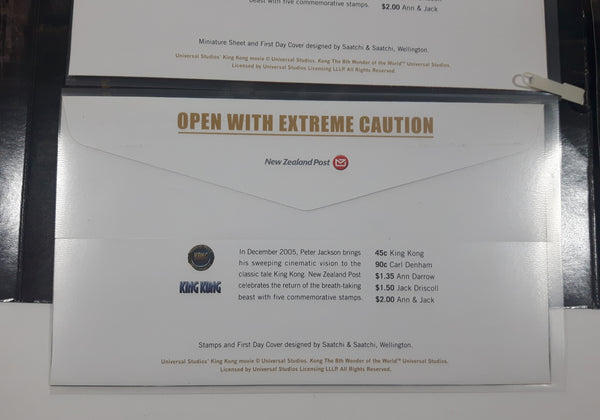 beast with five commemorative stamps.
$2.00 Ann & Jack
Miniature Sheet and First Day Cover designed by Saatchi & Saatchi, Wellington.
Universal Studios' King Kong movie © Universal Studios. Kong The 8th Wonder of the World™ Universal Studios.
Licensed by Universal Studios Licensing LLLP. All Rights Reserved.
OPEN WITH EXTREME CAUTION
New Zealand Post
In December 2005, Peter Jackson brings
his sweeping cinematic vision to the
classic tale King Kong. New Zealand Post
celebrates the return of the breath-taking
beast with five commemorative stamps.
45c King Kong
90c Carl Denham
$1.35 Ann Darrow
$1.50 Jack Driscoll
$2.00 Ann & Jack
KONG
KING KONG
Stamps and First Day Cover designed by Saatchi & Saatchi, Wellington.
Universal Studios' King Kong movie © Universal Studios. Kong The 8th Wonder of the World™ Universal Studios.
Licensed by Universal Studios Licensing LLLP. All Rights Reserved.